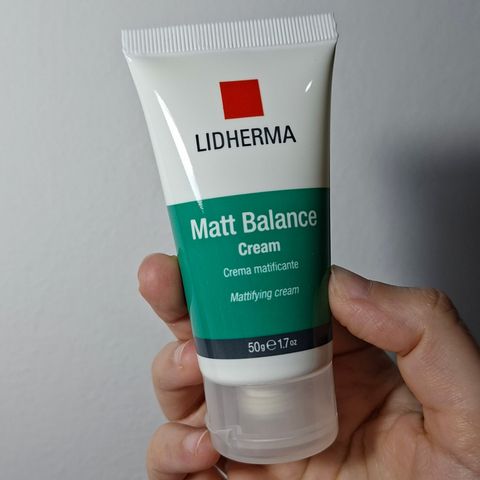 LIDHERMA
Matt Balance
Cream
Crema matificante
Mattifying cream
50g ℮ 1.7oz